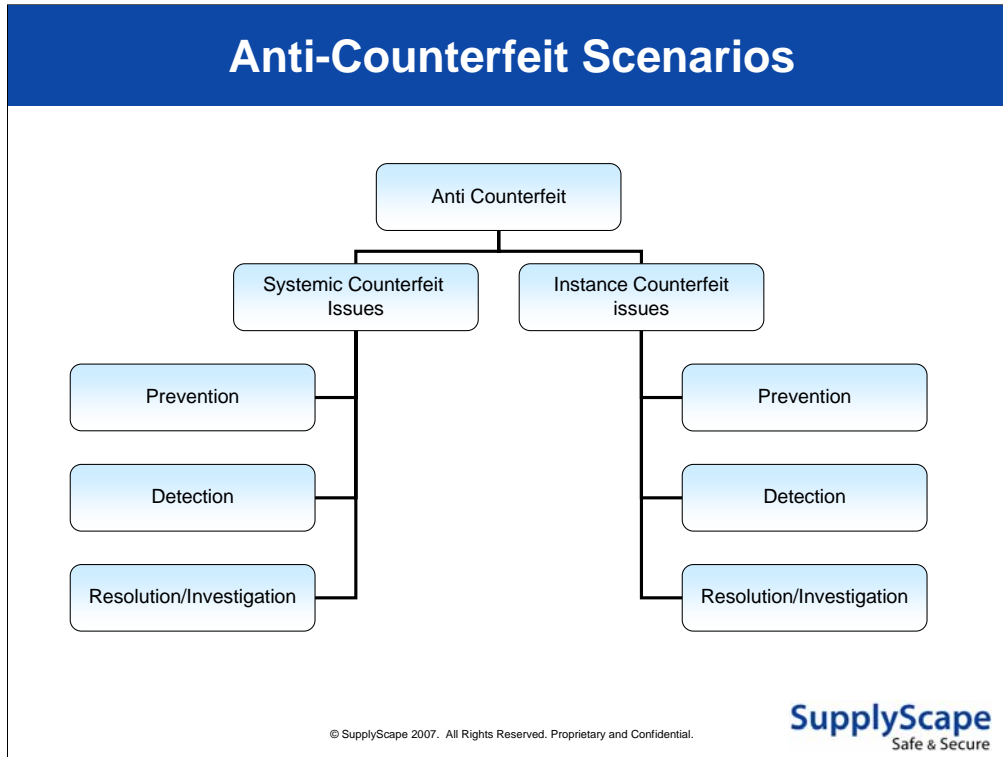 Anti-Counterfeit Scenarios
Anti Counterfeit
Systemic Counterfeit
Issues
Instance Counterfeit
issues
Prevention
Prevention
Detection
Detection
Resolution/Investigation
Resolution/Investigation
© SupplyScape 2007. All Rights Reserved. Proprietary and Confidential.
SupplyScape
Safe & Secure